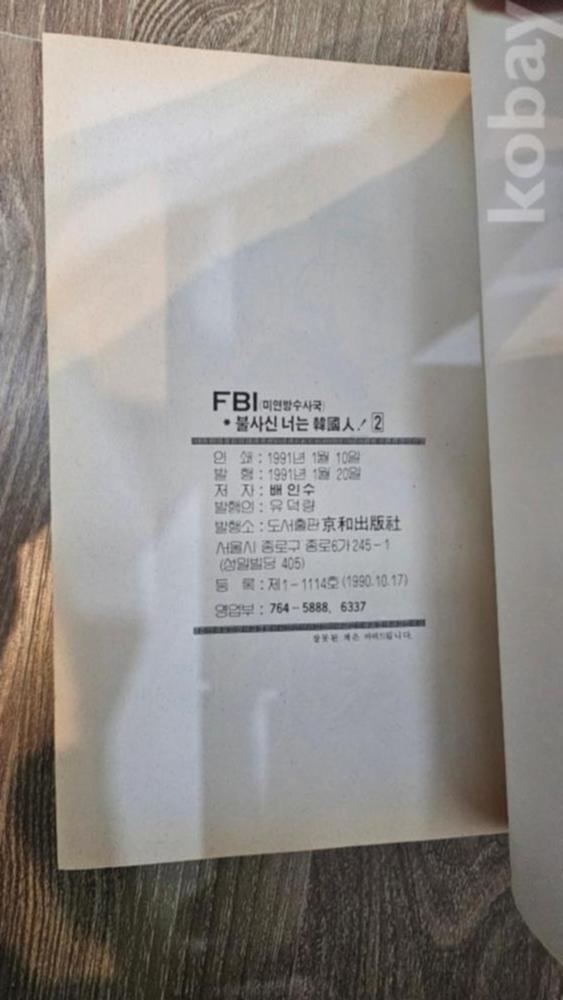 kobay
FBI(미연방수사국)
• 불사신 너는 韓國人! 2
인 쇄 : 1991년 1월 10일
발 행 : 1991년 1월 20일
저 자 : 배인수
발행인 : 유덕량
발행소 : 도서출판 京和出版社
서울시 종로구 종로6가 245-1
(성밀빌딩 405)
등 록 : 제1-1114호 (1990.10.17)
영업부 : 764-5888, 6337
잘못된 책은 바꿔드립니다.